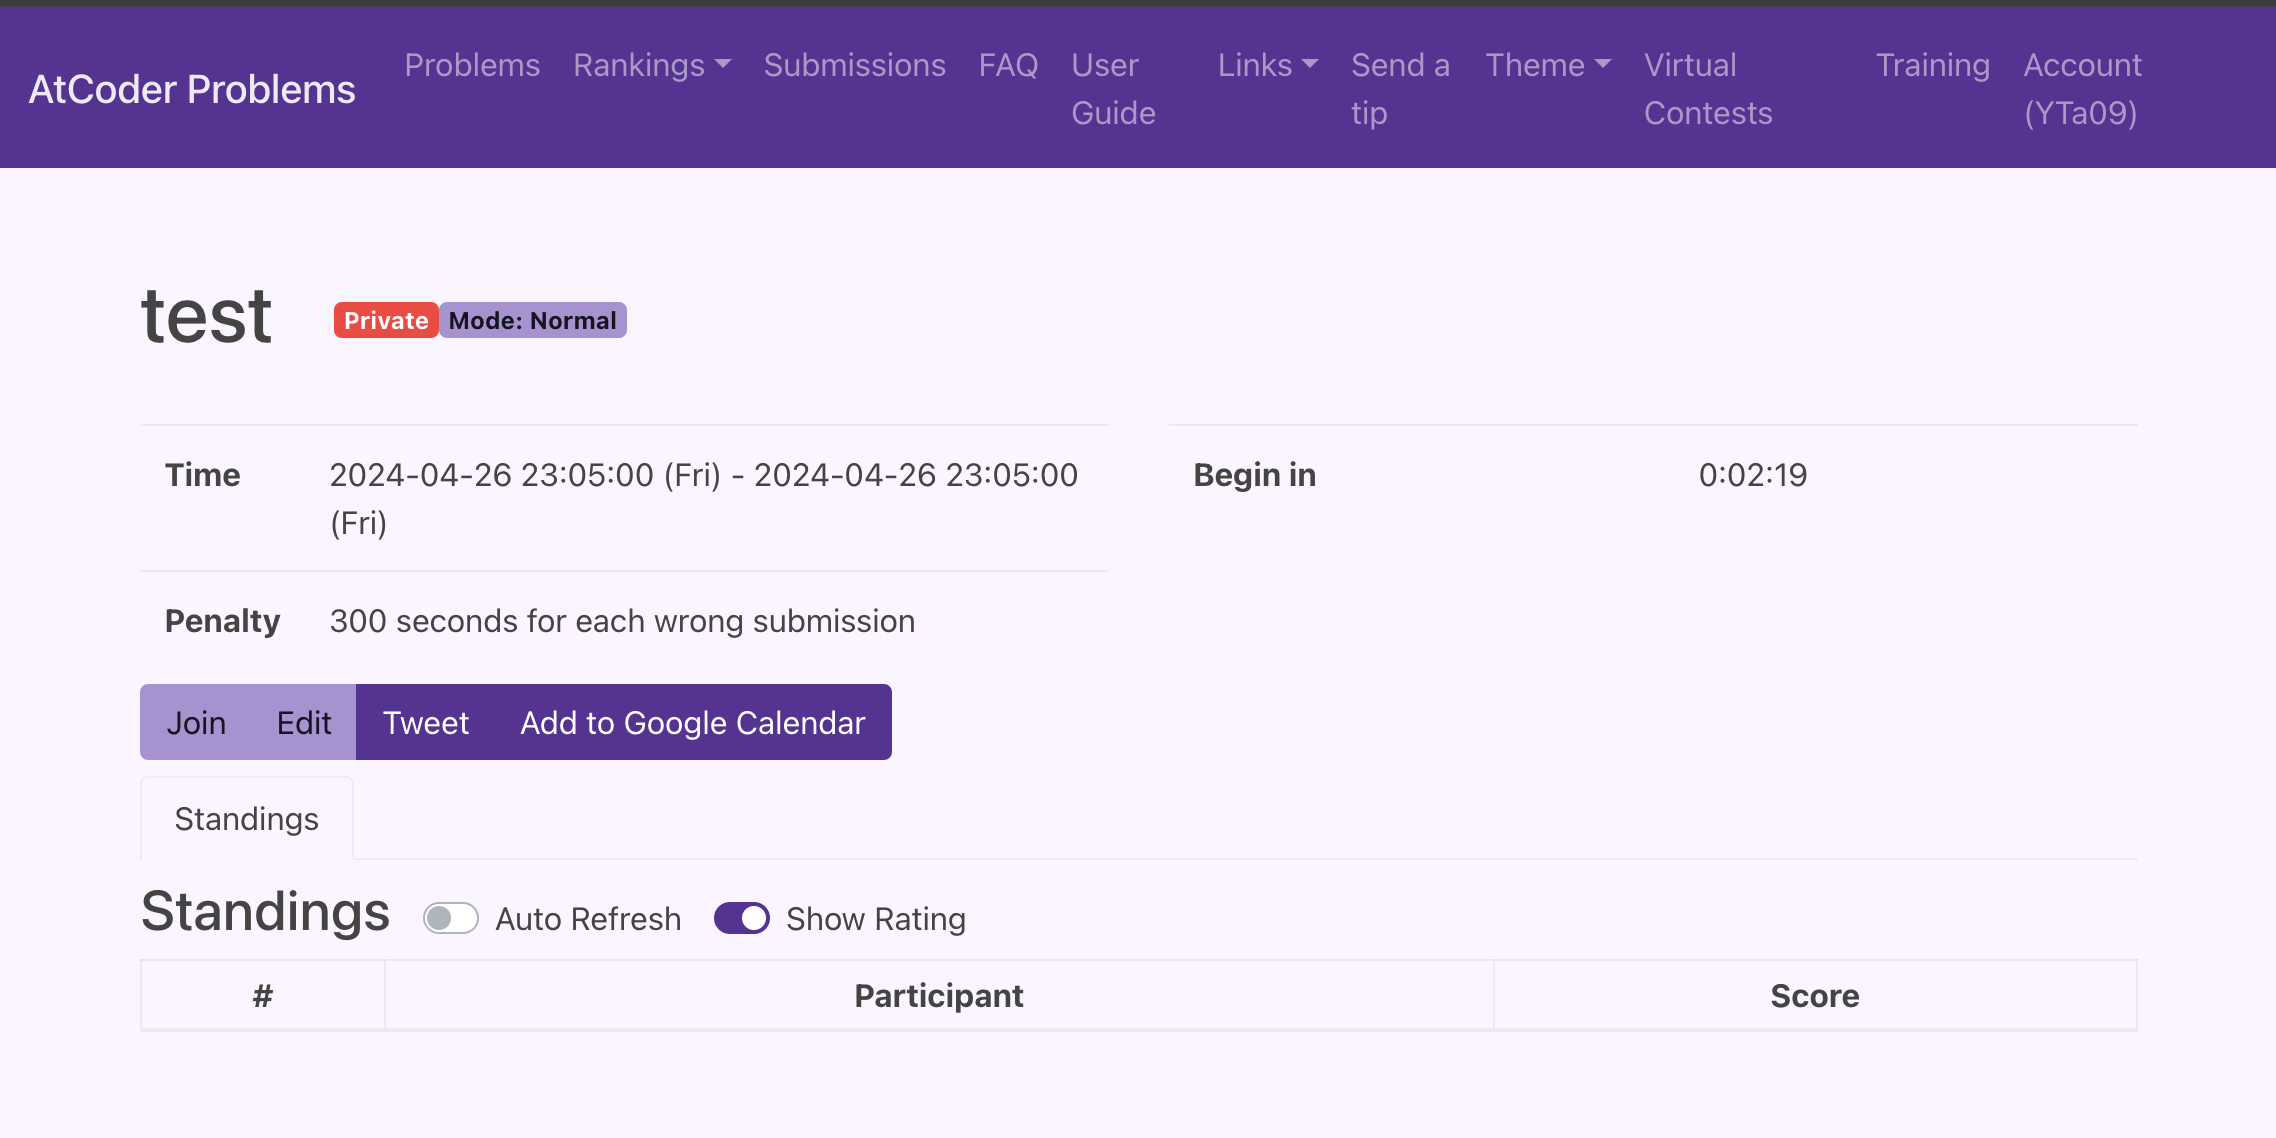 AtCoder Problems Problems Rankings Submissions FAQ User Guide Links Send a tip Theme Virtual Contests Training Account (YTa09)
test Private Mode: Normal
Time 2024-04-26 23:05:00 (Fri) - 2024-04-26 23:05:00 (Fri)
Begin in 0:02:19
Penalty 300 seconds for each wrong submission
Join Edit Tweet Add to Google Calendar
Standings
Standings Auto Refresh Show Rating
# Participant Score